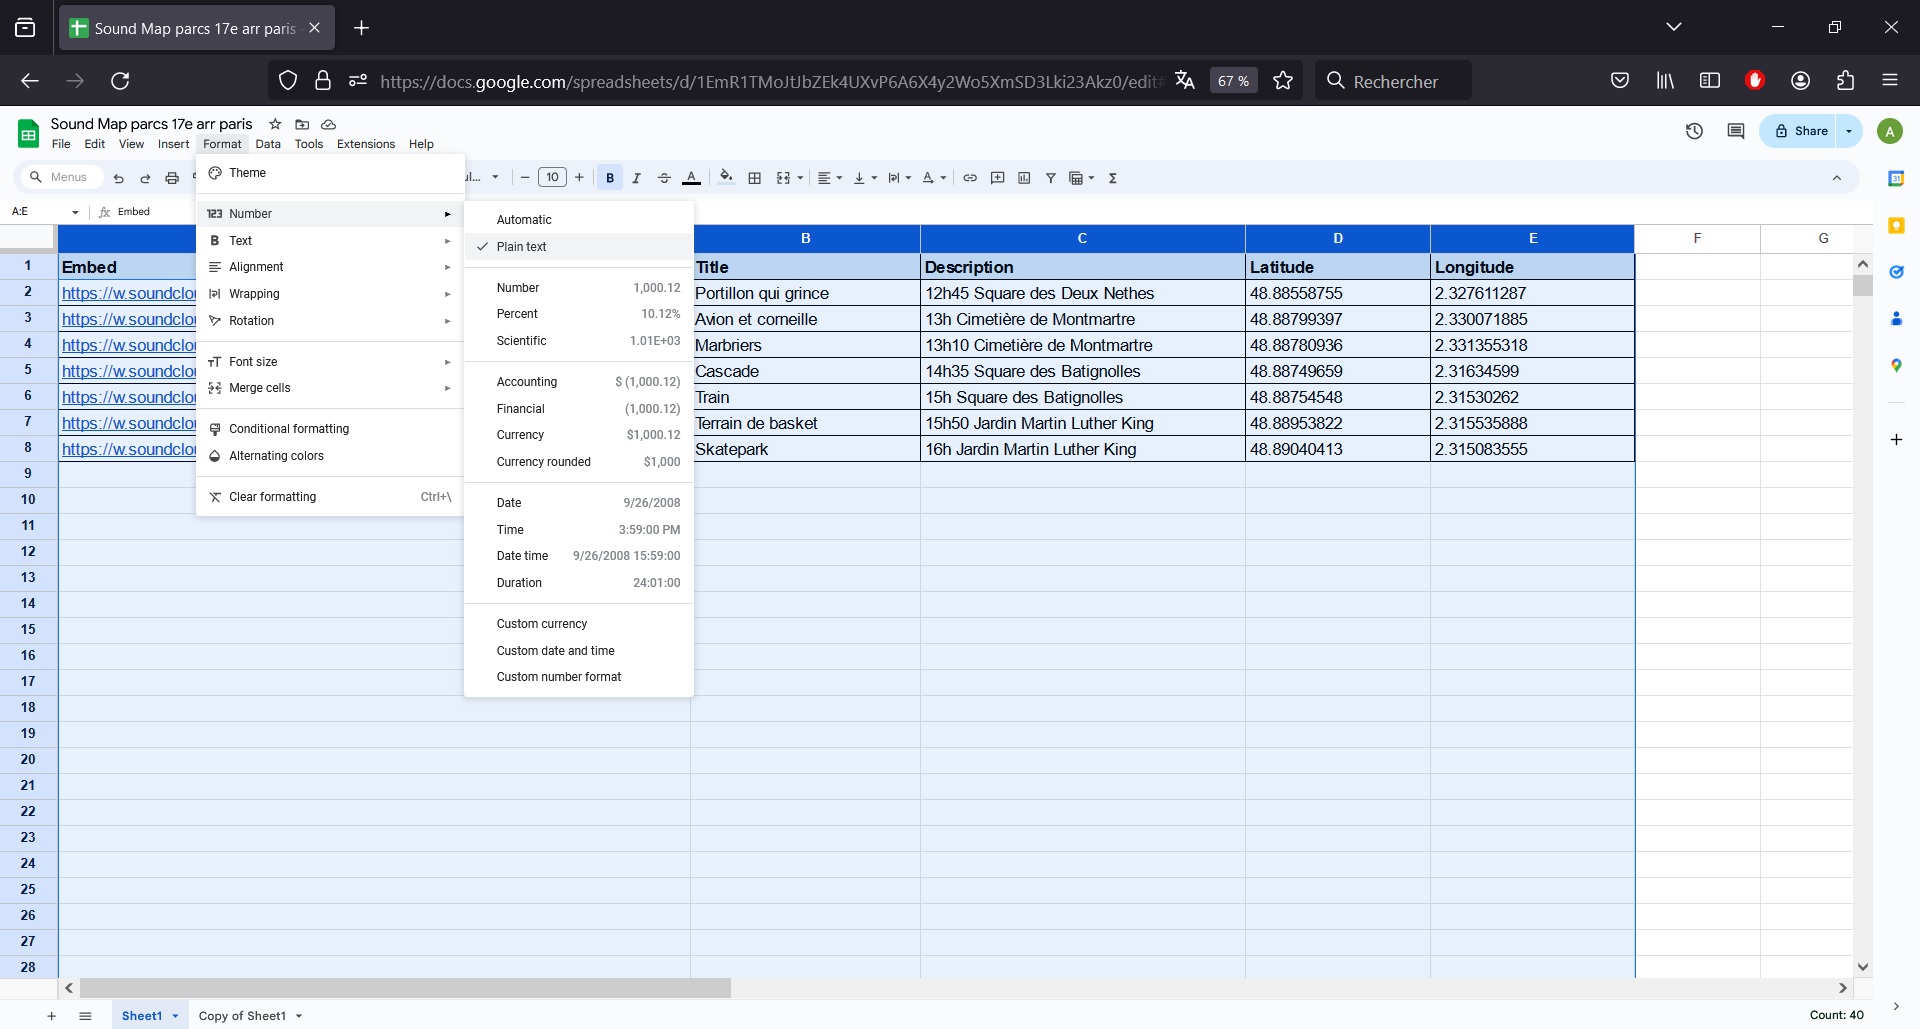 Sound Map parcs 17e arr paris
https://docs.google.com/spreadsheets/d/1EmR1TMoJtJbZEk4UXvP6A6X4y2Wo5XmSD3Lki23Akz0/edit#
67 %
Rechercher
Sound Map parcs 17e arr paris
File Edit View Insert Format Data Tools Extensions Help
Share
A
Menus
ul...
10
B I A
A:E
fx Embed
Theme
123 Number
B Text
Alignment
Wrapping
Rotation
Font size
Merge cells
Conditional formatting
Alternating colors
Clear formatting Ctrl+\
Automatic
Plain text
Number 1,000.12
Percent 10.12%
Scientific 1.01E+03
Accounting $ (1,000.12)
Financial (1,000.12)
Currency $1,000.12
Currency rounded $1,000
Date 9/26/2008
Time 3:59:00 PM
Date time 9/26/2008 15:59:00
Duration 24:01:00
Custom currency
Custom date and time
Custom number format
B C D E F G
1 Embed Title Description Latitude Longitude
2 https://w.soundclou Portillon qui grince 12h45 Square des Deux Nethes 48.88558755 2.327611287
3 https://w.soundclou Avion et corneille 13h Cimetière de Montmartre 48.88799397 2.330071885
4 https://w.soundclou Marbriers 13h10 Cimetière de Montmartre 48.88780936 2.331355318
5 https://w.soundclou Cascade 14h35 Square des Batignolles 48.88749659 2.31634599
6 https://w.soundclou Train 15h Square des Batignolles 48.88754548 2.31530262
7 https://w.soundclou Terrain de basket 15h50 Jardin Martin Luther King 48.88953822 2.315535888
8 https://w.soundclou Skatepark 16h Jardin Martin Luther King 48.89040413 2.315083555
9
10
11
12
13
14
15
16
17
18
19
20
21
22
23
24
25
26
27
28
Sheet1 Copy of Sheet1
Count: 40